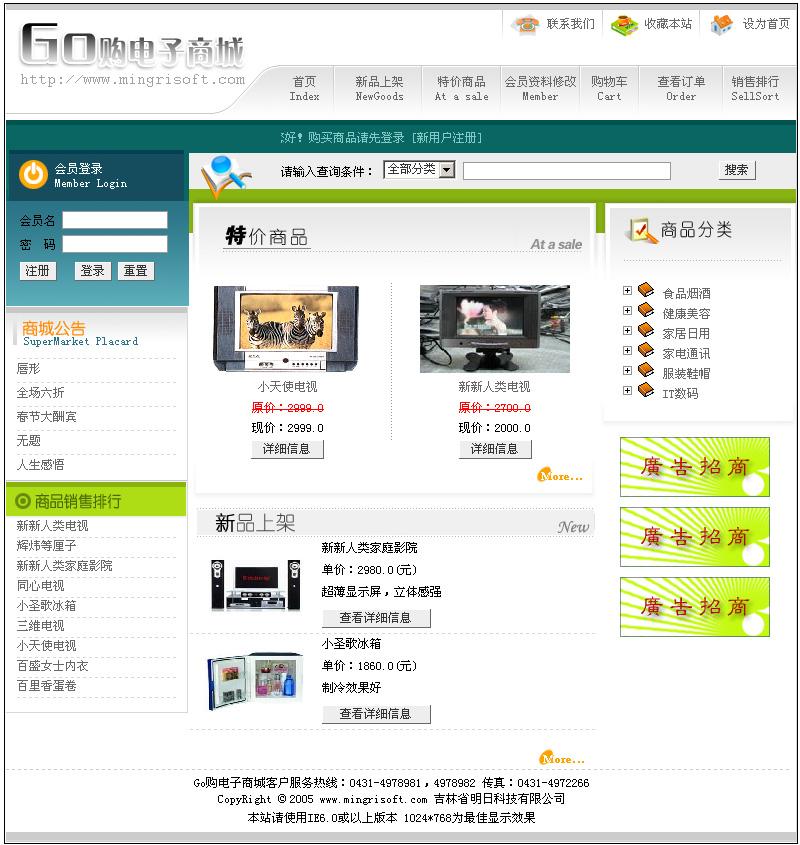 GO购电子商城
http://www.mingrisoft.com
联系我们 收藏本站 设为首页
首页 新品上架 特价商品 会员资料修改 购物车 查看订单 销售排行
Index NewGoods At a sale Member Cart Order SellSort
好! 购买商品请先登录 [新用户注册]
会员登录
Member Login
请输入查询条件： 全部分类 搜索
会员名
密 码
注册 登录 重置
商城公告
SuperMarket Placard
唇形
全场六折
春节大酬宾
无题
人生感悟
商品销售排行
新新人类电视
辉炜等厘子
新新人类家庭影院
同心电视
小圣歌冰箱
三维电视
小天使电视
百盛女士内衣
百里香蛋卷
特价商品
At a sale
小天使电视 新新人类电视
原价：2999.0 原价：2700.0
现价：2999.0 现价：2000.0
详细信息 详细信息
More...
新品上架 New
新新人类家庭影院
单价：2980.0(元)
超薄显示屏，立体感强
查看详细信息
小圣歌冰箱
单价：1860.0(元)
制冷效果好
查看详细信息
More...
商品分类
食品烟酒
健康美容
家居日用
家电通讯
服装鞋帽
IT数码
廣告招商
廣告招商
廣告招商
Go购电子商城客户服务热线：0431-4978981，4978982 传真：0431-4972266
CopyRight © 2005 www.mingrisoft.com 吉林省明日科技有限公司
本站请使用IE6.0或以上版本 1024*768为最佳显示效果